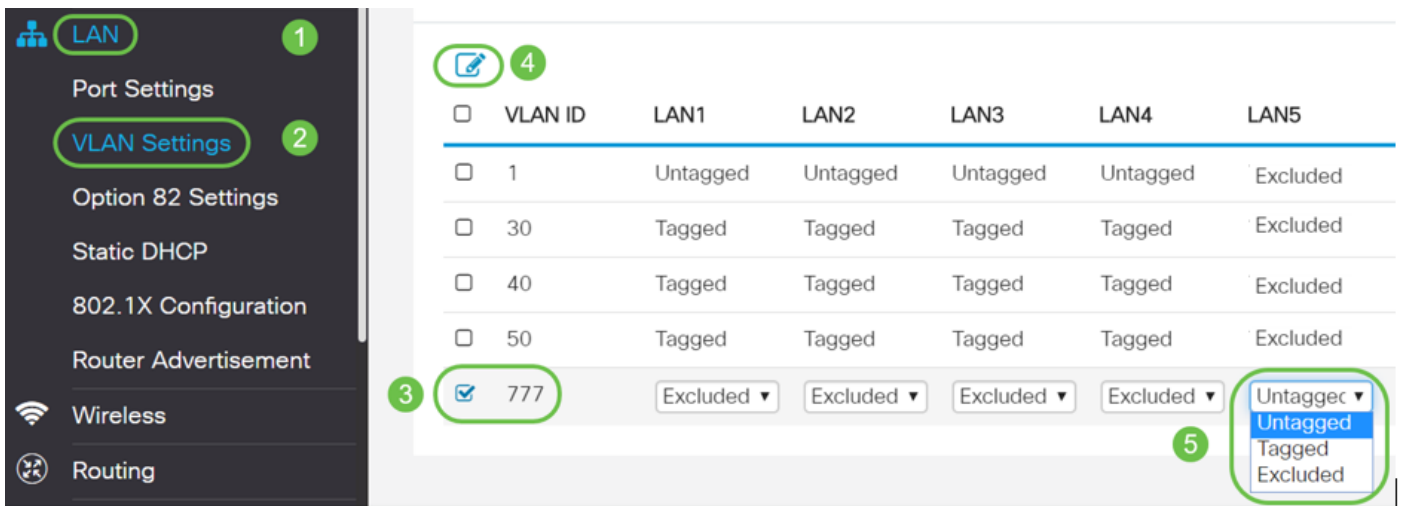 LAN
1
Port Settings
VLAN Settings
2
Option 82 Settings
Static DHCP
802.1X Configuration
Router Advertisement
Wireless
Routing
4
VLAN ID LAN1 LAN2 LAN3 LAN4 LAN5
1 Untagged Untagged Untagged Untagged Excluded
30 Tagged Tagged Tagged Tagged Excluded
40 Tagged Tagged Tagged Tagged Excluded
50 Tagged Tagged Tagged Tagged Excluded
3 777 Excluded Excluded Excluded Excluded Untaggec
Untagged
5
Tagged
Excluded